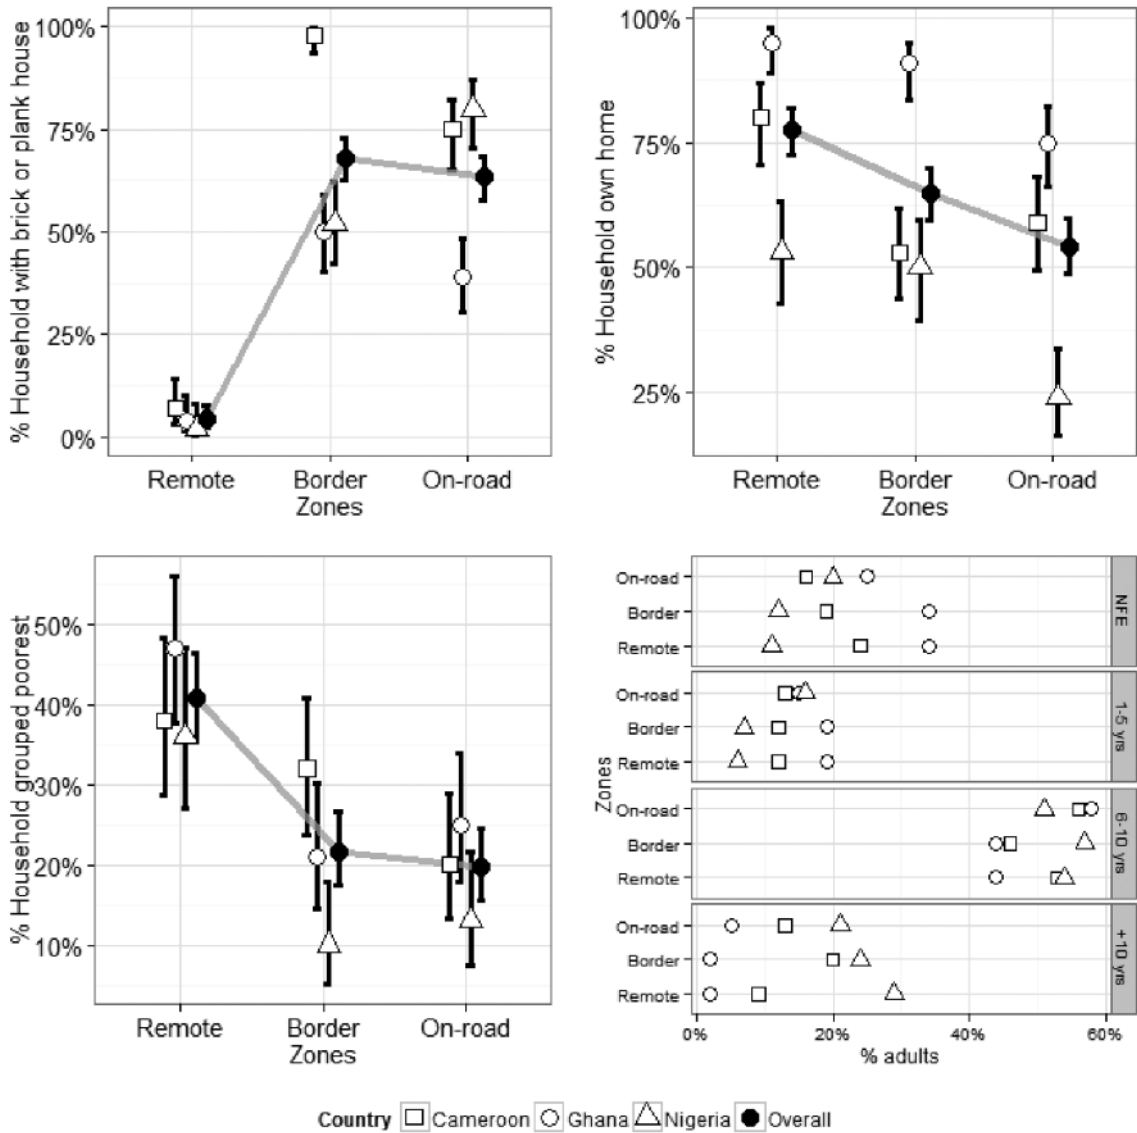 % Household with brick or plank house
100%
75%
50%
25%
0%
Remote
Border
On-road
Zones
% Household own home
100%
75%
50%
25%
Remote
Border
On-road
Zones
% Household grouped poorest
50%
40%
30%
20%
10%
Remote
Border
On-road
Zones
Zones
On-road
Border
Remote
NFE
On-road
Border
Remote
1-5 yrs
On-road
Border
Remote
6-10 yrs
On-road
Border
Remote
+10 yrs
0%
20%
40%
60%
% adults
Country Cameroon Ghana Nigeria Overall